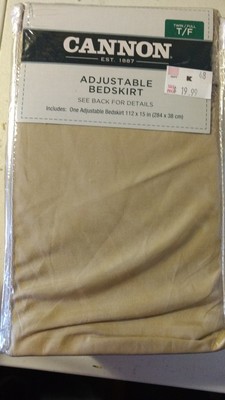 TWIN / FULL
T/F
CANNON
EST. 1887
ADJUSTABLE
BEDSKIRT
SEE BACK FOR DETAILS
Includes: One Adjustable Bedskirt 112 x 15 in (284 x 38 cm)
K
19.99